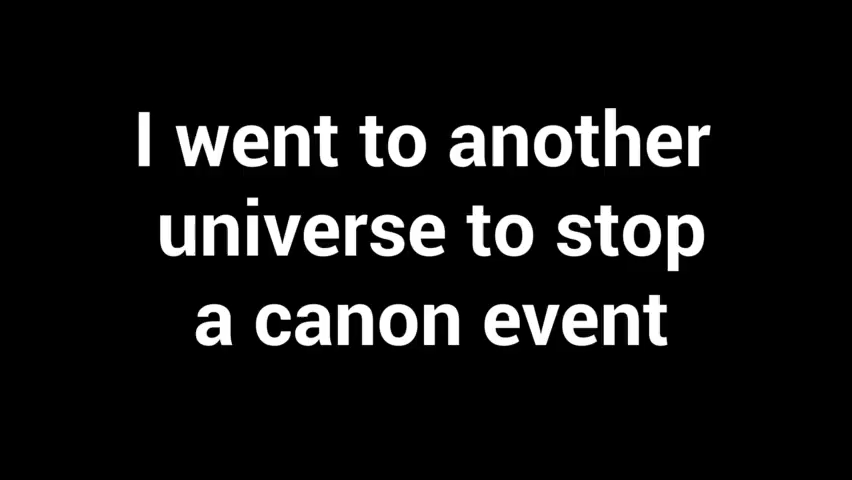 I went to another
universe to stop
a canon event